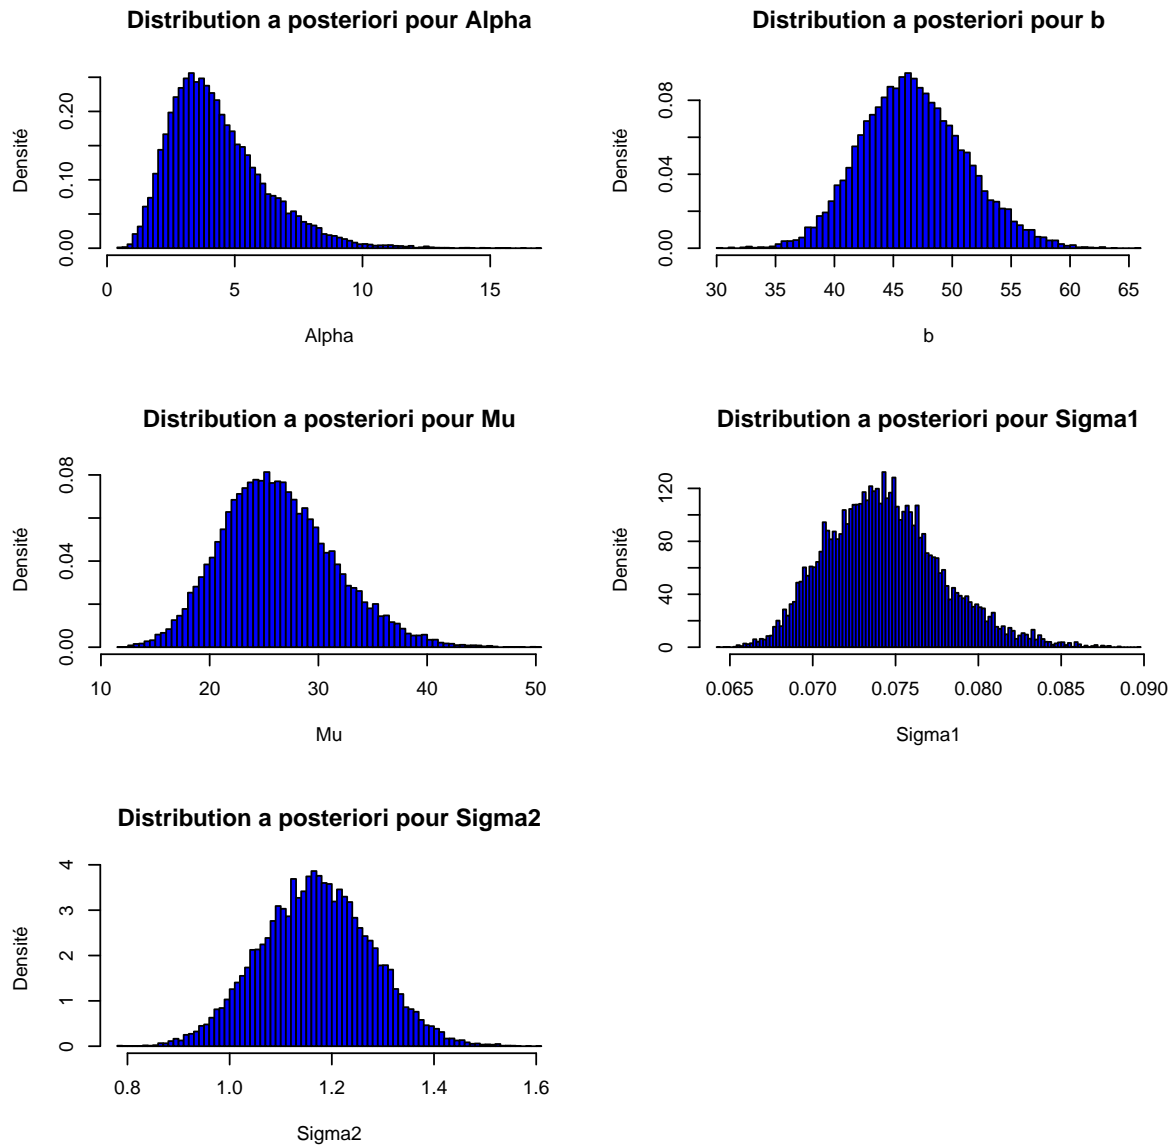 Distribution a posteriori pour Alpha
Densité
0.00 0.10 0.20
0 5 10 15
Alpha
Distribution a posteriori pour b
Densité
0.00 0.04 0.08
30 35 40 45 50 55 60 65
b
Distribution a posteriori pour Mu
Densité
0.00 0.04 0.08
10 20 30 40 50
Mu
Distribution a posteriori pour Sigma1
Densité
0 40 80 120
0.065 0.070 0.075 0.080 0.085 0.090
Sigma1
Distribution a posteriori pour Sigma2
Densité
0 1 2 3 4
0.8 1.0 1.2 1.4 1.6
Sigma2